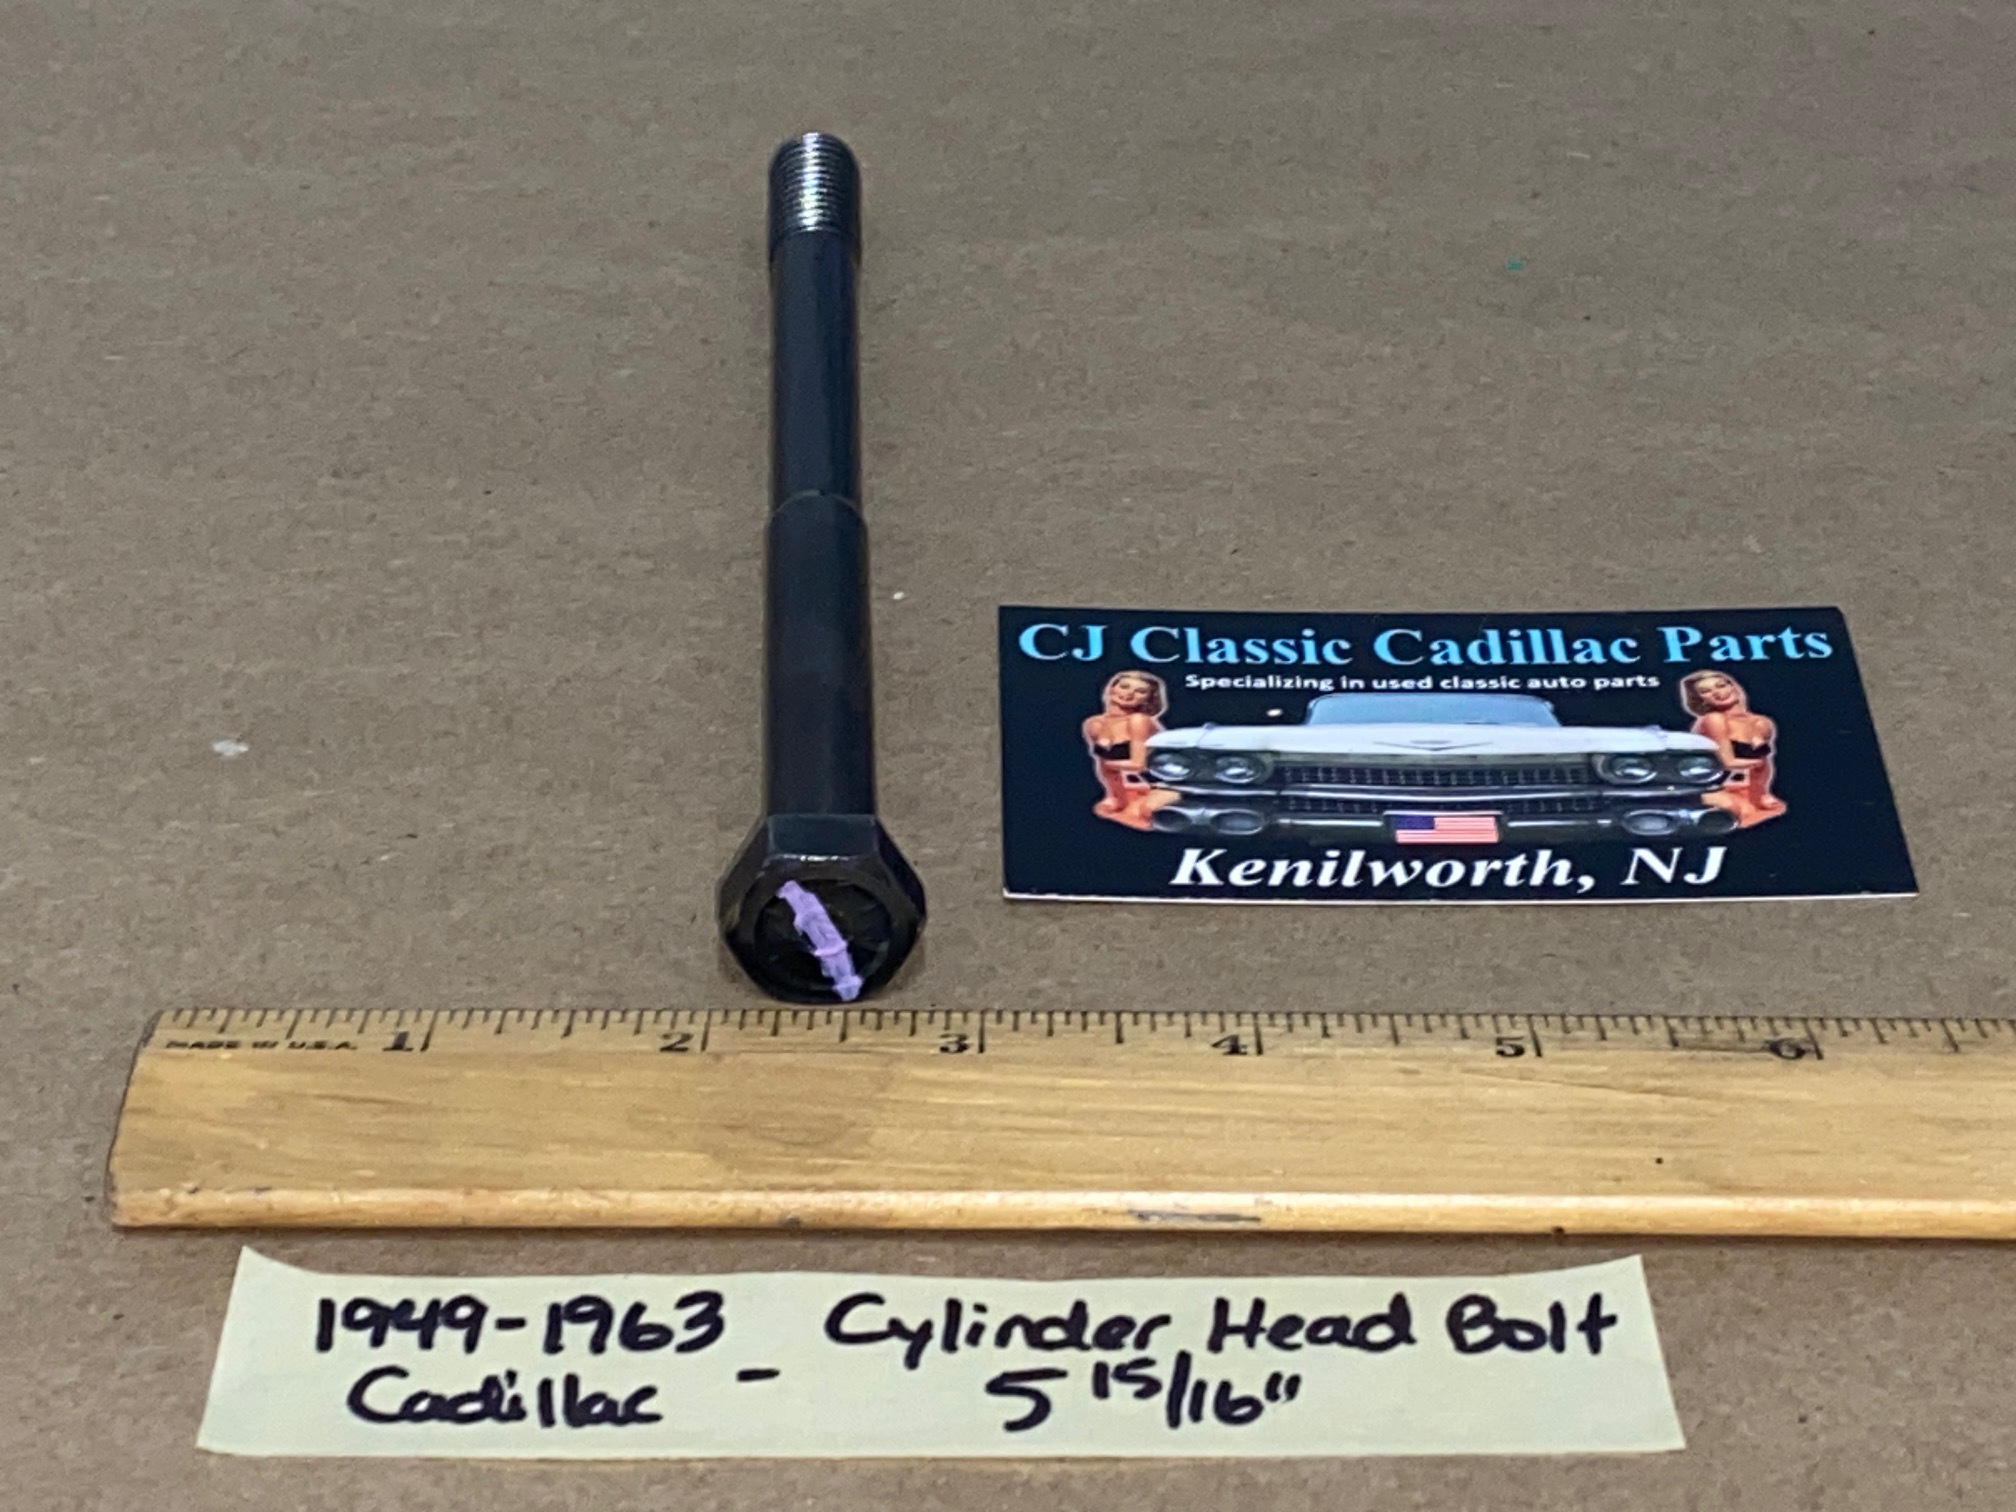 CJ Classic Cadillac Parts
Specializing in used classic auto parts
Kenilworth, NJ
MADE IN U.S.A. 1 2 3 4 5 6
1949-1963 - Cylinder Head Bolt
Cadillac 5 15/16"